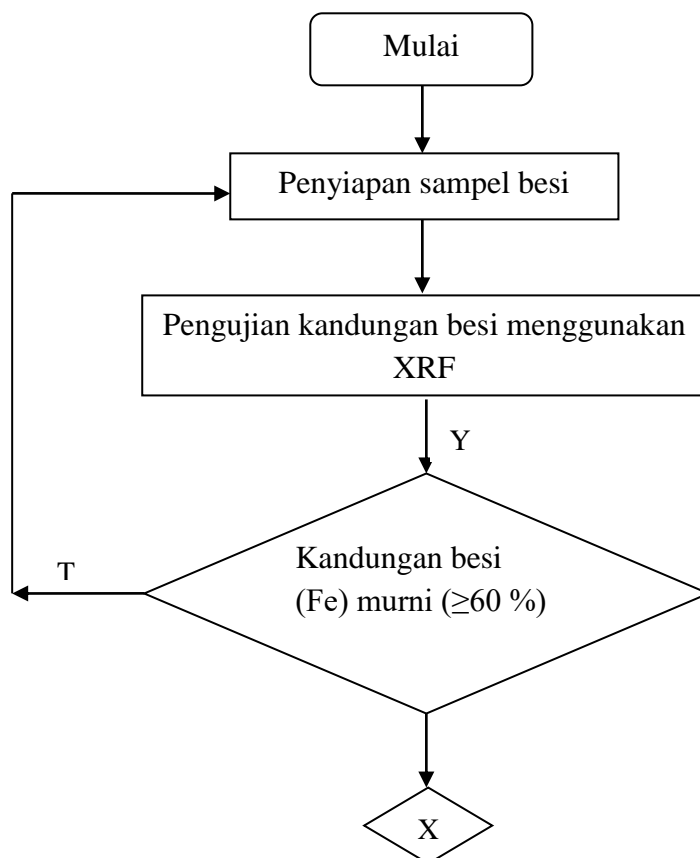 Mulai
Penyiapan sampel besi
Pengujian kandungan besi menggunakan
XRF
Y
Kandungan besi
(Fe) murni (≥60 %)
T
X